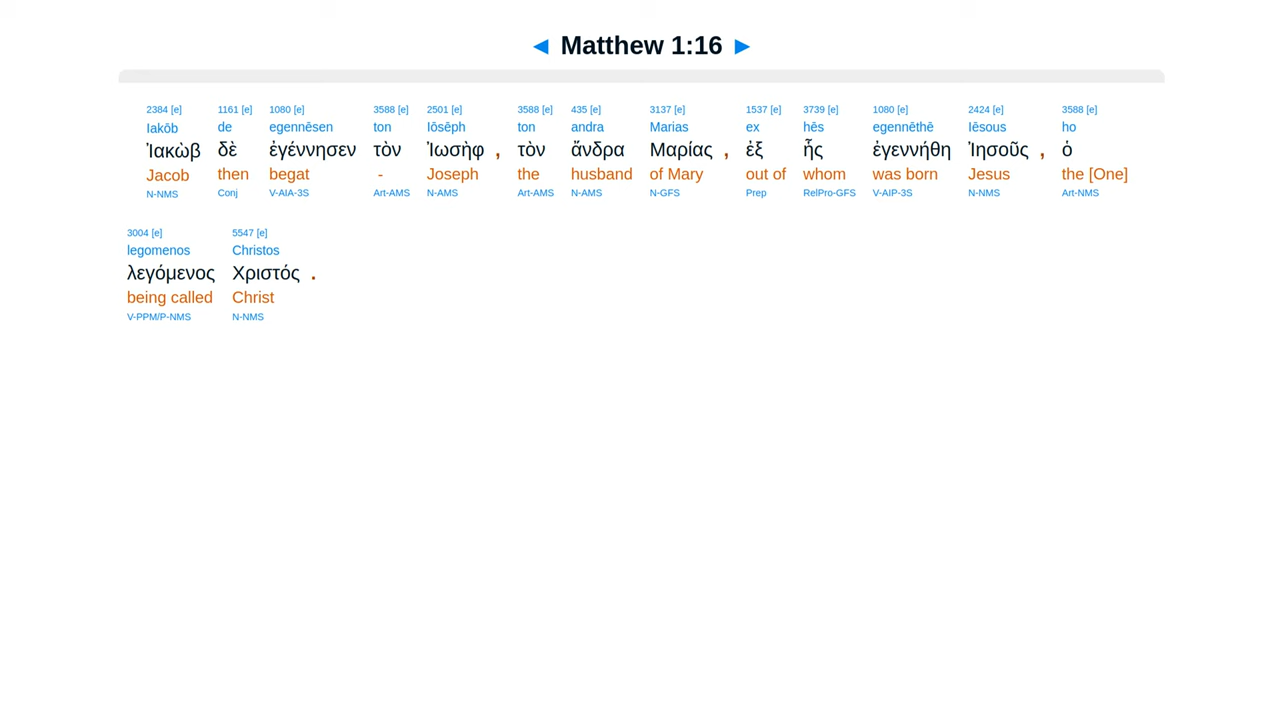 ◄ Matthew 1:16 ►
2384 [e] 1161 [e] 1080 [e] 3588 [e] 2501 [e] 3588 [e] 435 [e] 3137 [e] 1537 [e] 3739 [e] 1080 [e] 2424 [e] 3588 [e]
Iakōb de egennēsen ton Iōsēph ton andra Marias ex hēs egennēthē Iēsous ho
Ἰακὼβ δὲ ἐγέννησεν τὸν Ἰωσὴφ , τὸν ἄνδρα Μαρίας , ἐξ ἧς ἐγεννήθη Ἰησοῦς , ὁ
Jacob then begat - Joseph the husband of Mary out of whom was born Jesus the [One]
N-NMS Conj V-AIA-3S Art-AMS N-AMS Art-AMS N-AMS N-GFS Prep RelPro-GFS V-AIP-3S N-NMS Art-NMS
3004 [e] 5547 [e]
legomenos Christos
λεγόμενος Χριστός .
being called Christ
V-PPM/P-NMS N-NMS